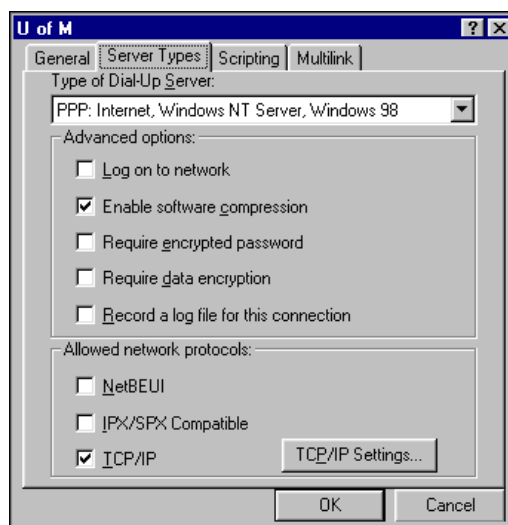 U of M
General Server Types Scripting Multilink
Type of Dial-Up Server:
PPP: Internet, Windows NT Server, Windows 98
Advanced options:
Log on to network
Enable software compression
Require encrypted password
Require data encryption
Record a log file for this connection
Allowed network protocols:
NetBEUI
IPX/SPX Compatible
TCP/IP TCP/IP Settings...
OK Cancel